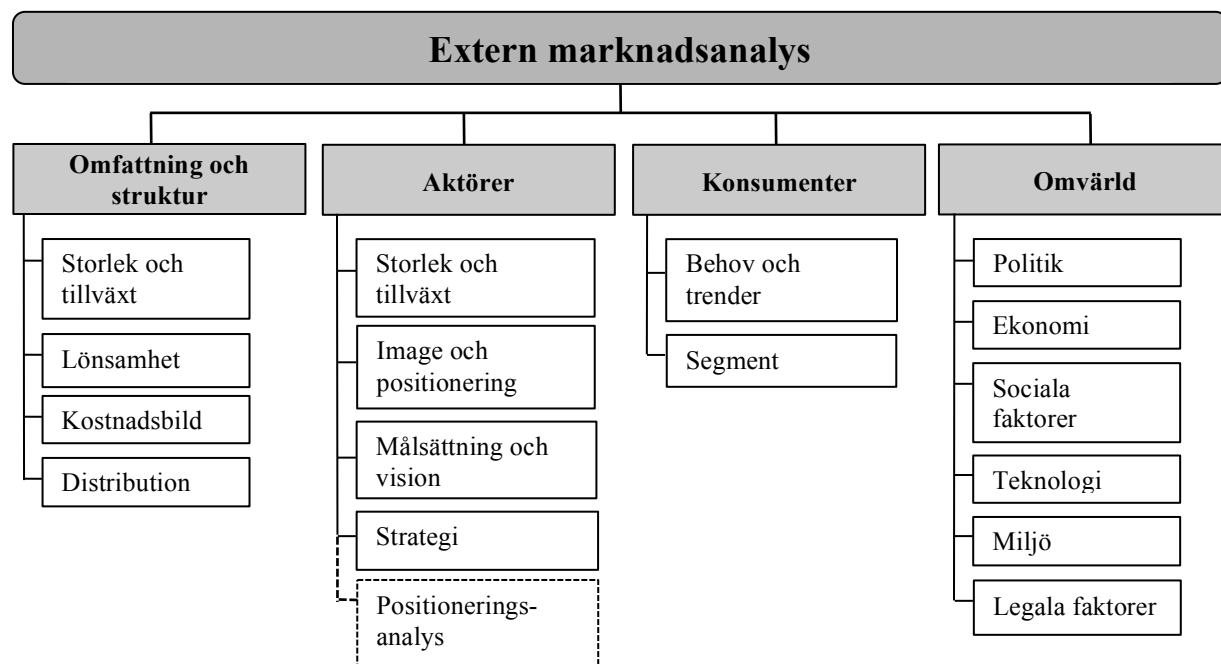 Extern marknadsanalys
Omfattning och
struktur
Storlek och
tillväxt
Lönsamhet
Kostnadsbild
Distribution
Aktörer
Storlek och
tillväxt
Image och
positionering
Målsättning och
vision
Strategi
Positionerings-
analys
Konsumenter
Behov och
trender
Segment
Omvärld
Politik
Ekonomi
Sociala
faktorer
Teknologi
Miljö
Legala faktorer